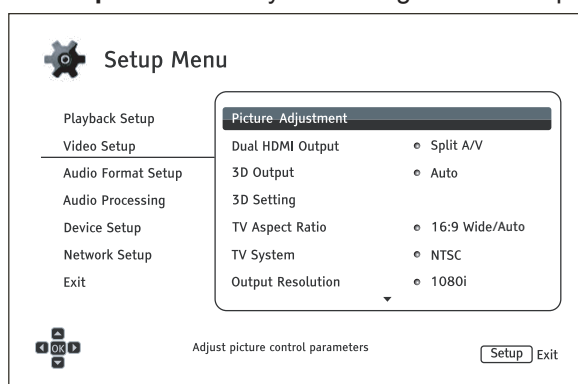 Setup Menu
Playback Setup
Video Setup
Audio Format Setup
Audio Processing
Device Setup
Network Setup
Exit
Picture Adjustment
Dual HDMI Output Split A/V
3D Output Auto
3D Setting
TV Aspect Ratio 16:9 Wide/Auto
TV System NTSC
Output Resolution 1080i
OK
Adjust picture control parameters
Setup Exit